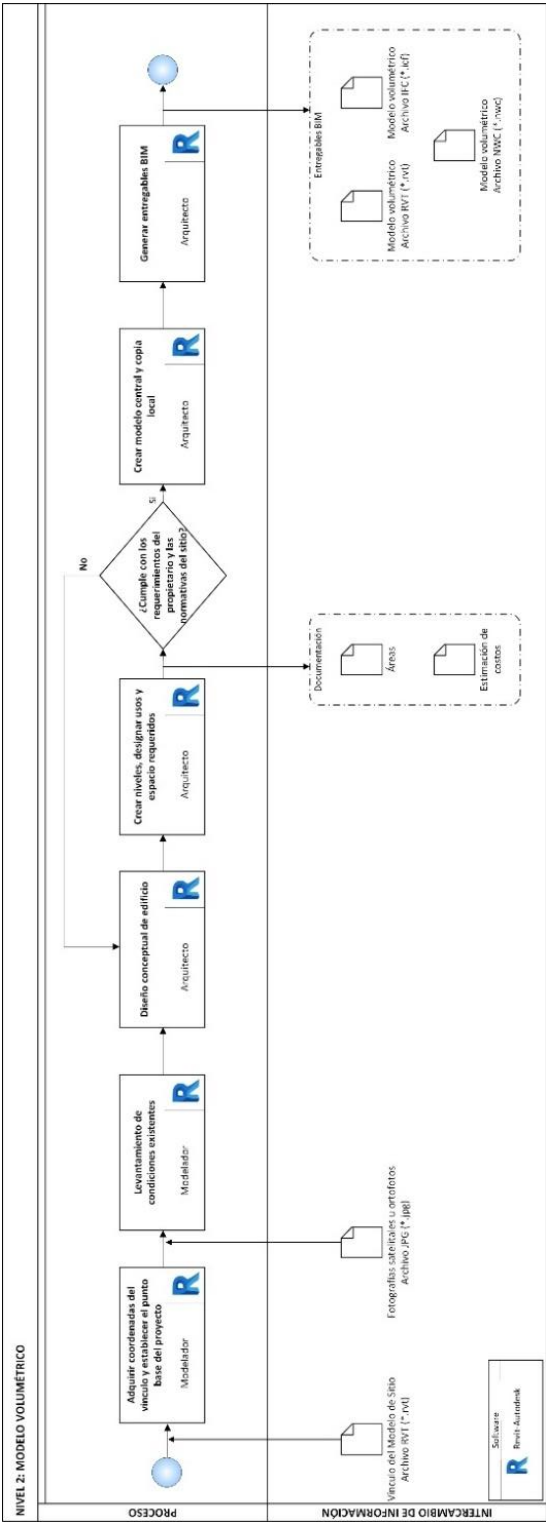 NIVEL 2: MODELO VOLUMÉTRICO
PROCESO
Adquirir coordenadas del
vínculo y establecer el punto
base del proyecto
Modelador
R
Levantamiento de
condiciones existentes
Modelador
R
Diseño conceptual de edificio
Arquitecto
R
Crear niveles, designar usos y
espacio requeridos
Arquitecto
R
¿Cumple con los
requerimientos del
propietario y las
normativas del sitio?
No
Si
Crear modelo central y copia
local
Arquitecto
R
Generar entregables BIM
Arquitecto
R
INTERCAMBIO DE INFORMACIÓN
Vínculo del Modelo de Sitio
Archivo RVT (*.rvt)
Fotografías satelitales u ortofotos
Archivo JPG (*.jpg)
Documentación
Áreas
Estimación de
costos
Entregables BIM
Modelo volumétrico
Archivo RVT (*.rvt)
Modelo volumétrico
Archivo IFC (*.icf)
Modelo volumétrico
Archivo NWC (*.nwc)
Software
R
Revit-Autodesk